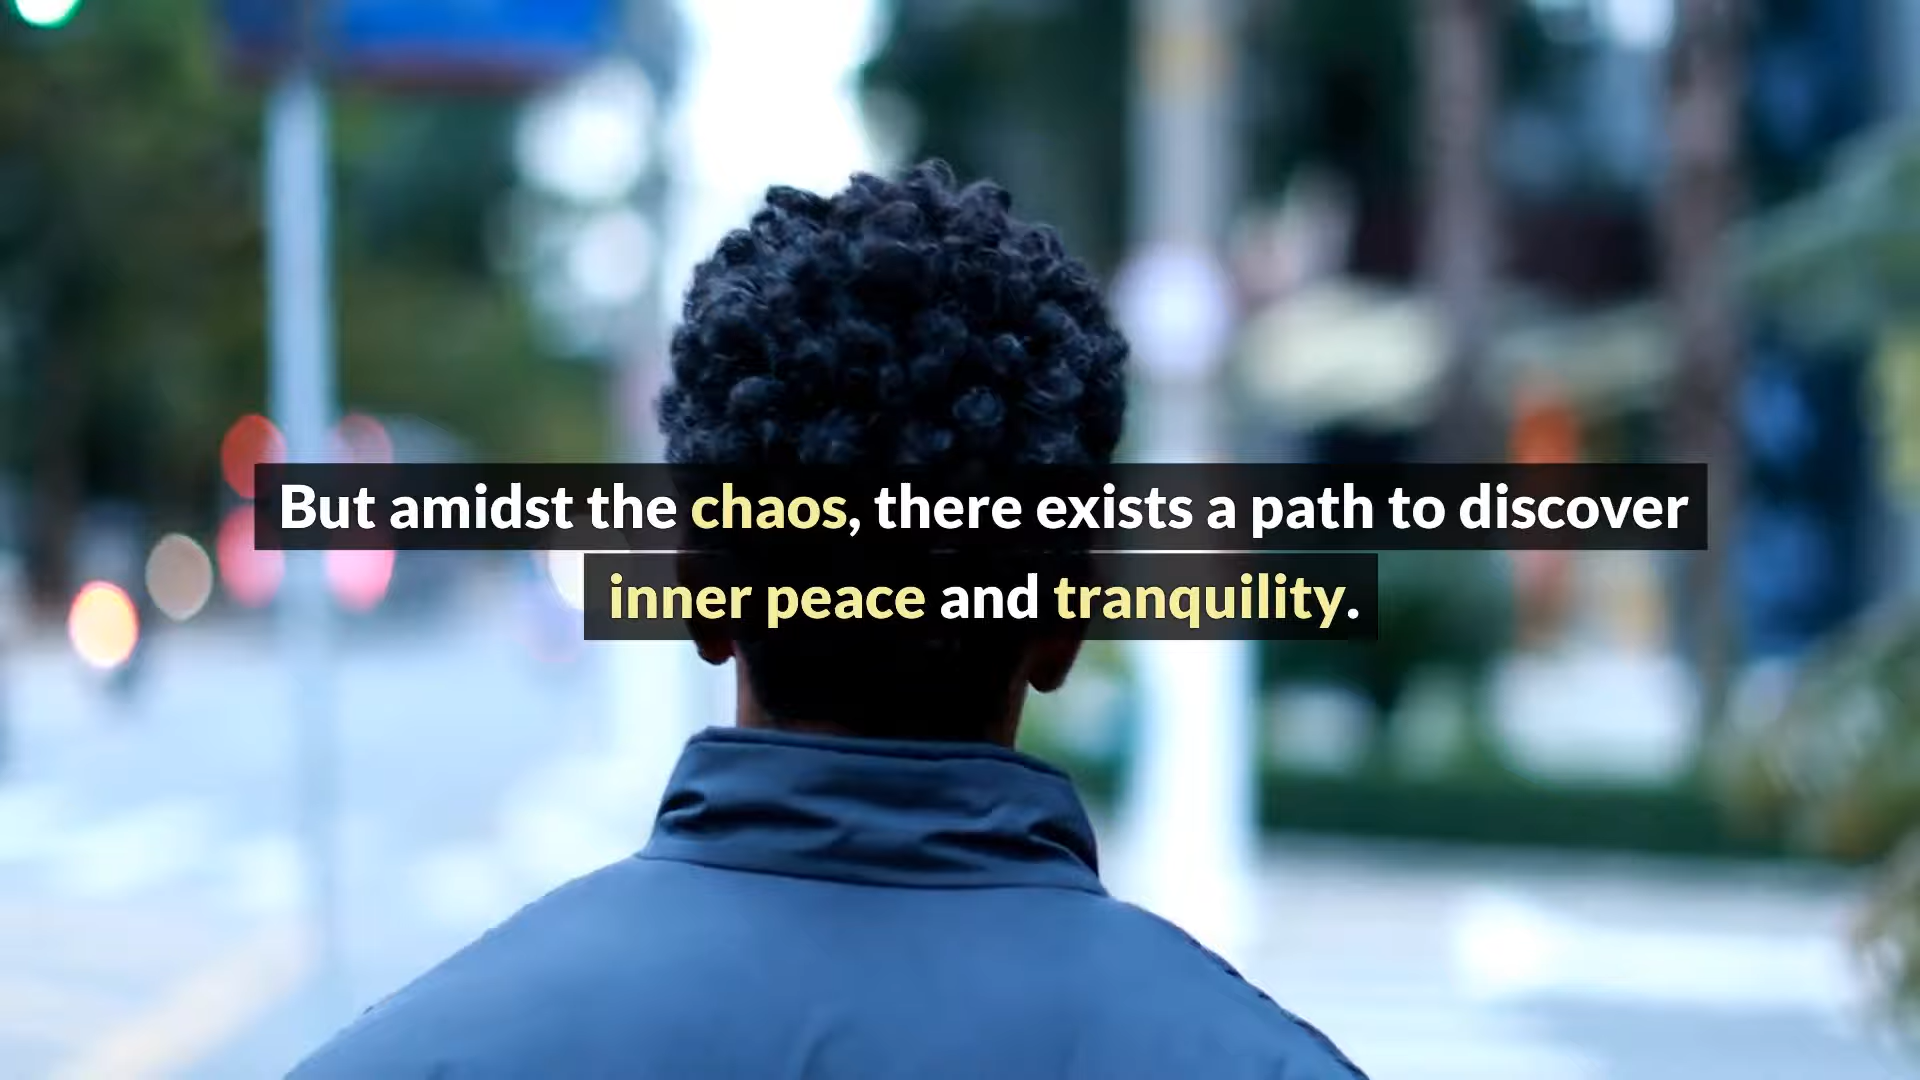 But amidst the chaos, there exists a path to discover
inner peace and tranquility.